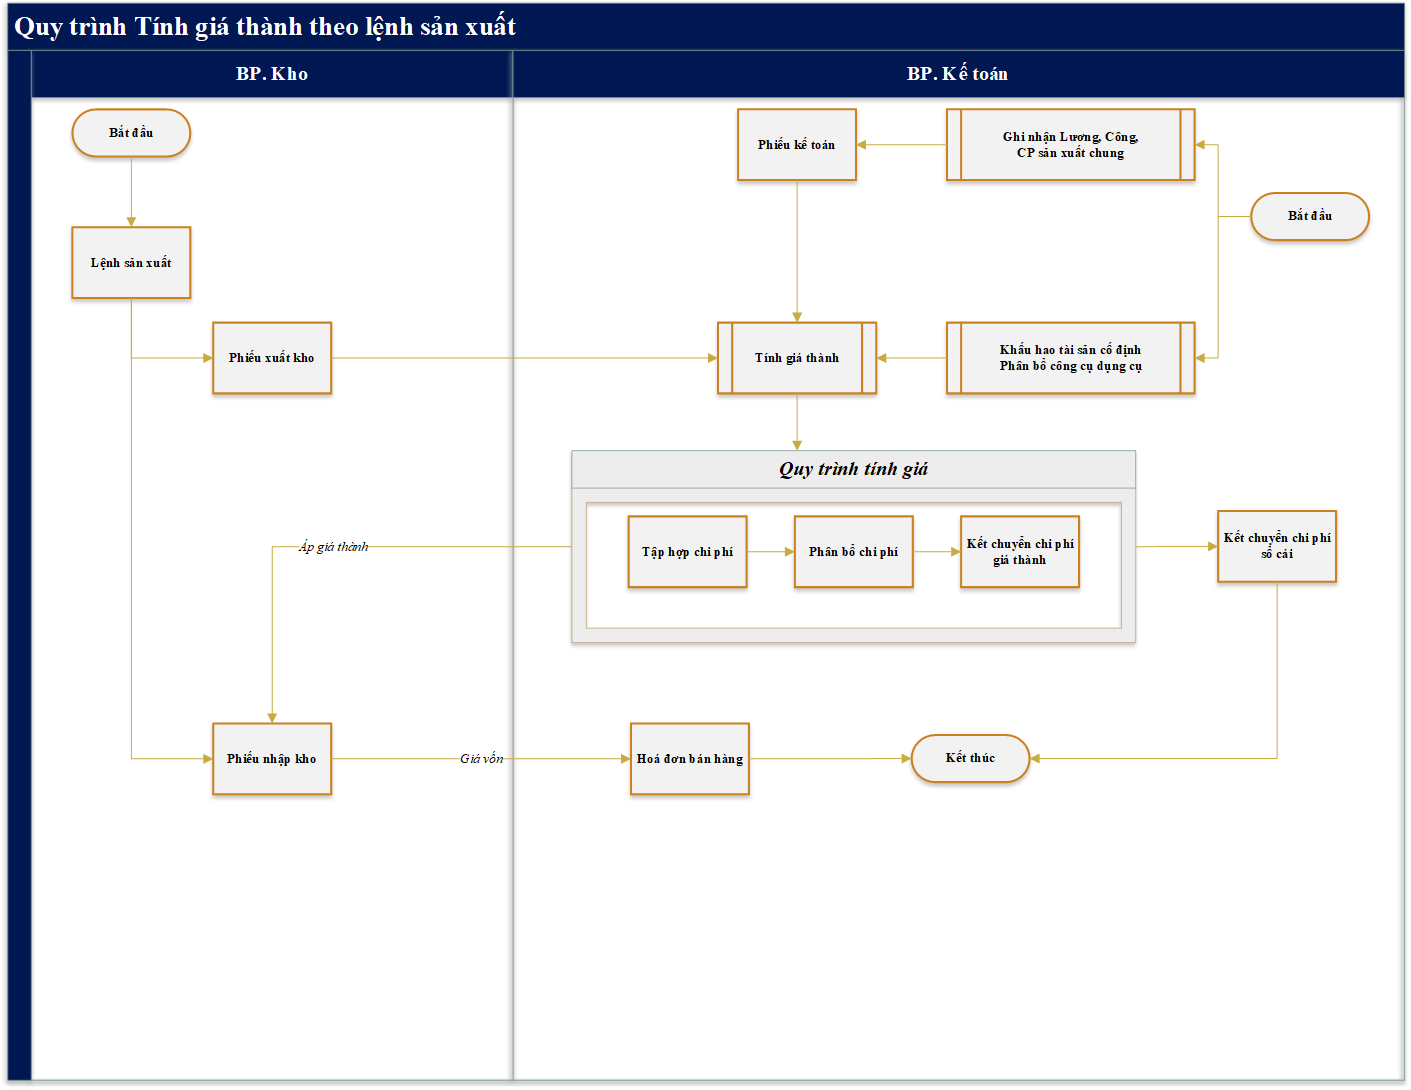 Quy trình Tính giá thành theo lệnh sản xuất
BP. Kho
BP. Kế toán
Bắt đầu
Phiếu kế toán
Ghi nhận Lương, Công,
CP sản xuất chung
Bắt đầu
Lệnh sản xuất
Phiếu xuất kho
Tính giá thành
Khấu hao tài sản cố định
Phân bổ công cụ dụng cụ
Quy trình tính giá
Áp giá thành
Tập hợp chi phí
Phân bổ chi phí
Kết chuyển chi phí
giá thành
Kết chuyển chi phí
sổ cái
Phiếu nhập kho
Giá vốn
Hoá đơn bán hàng
Kết thúc